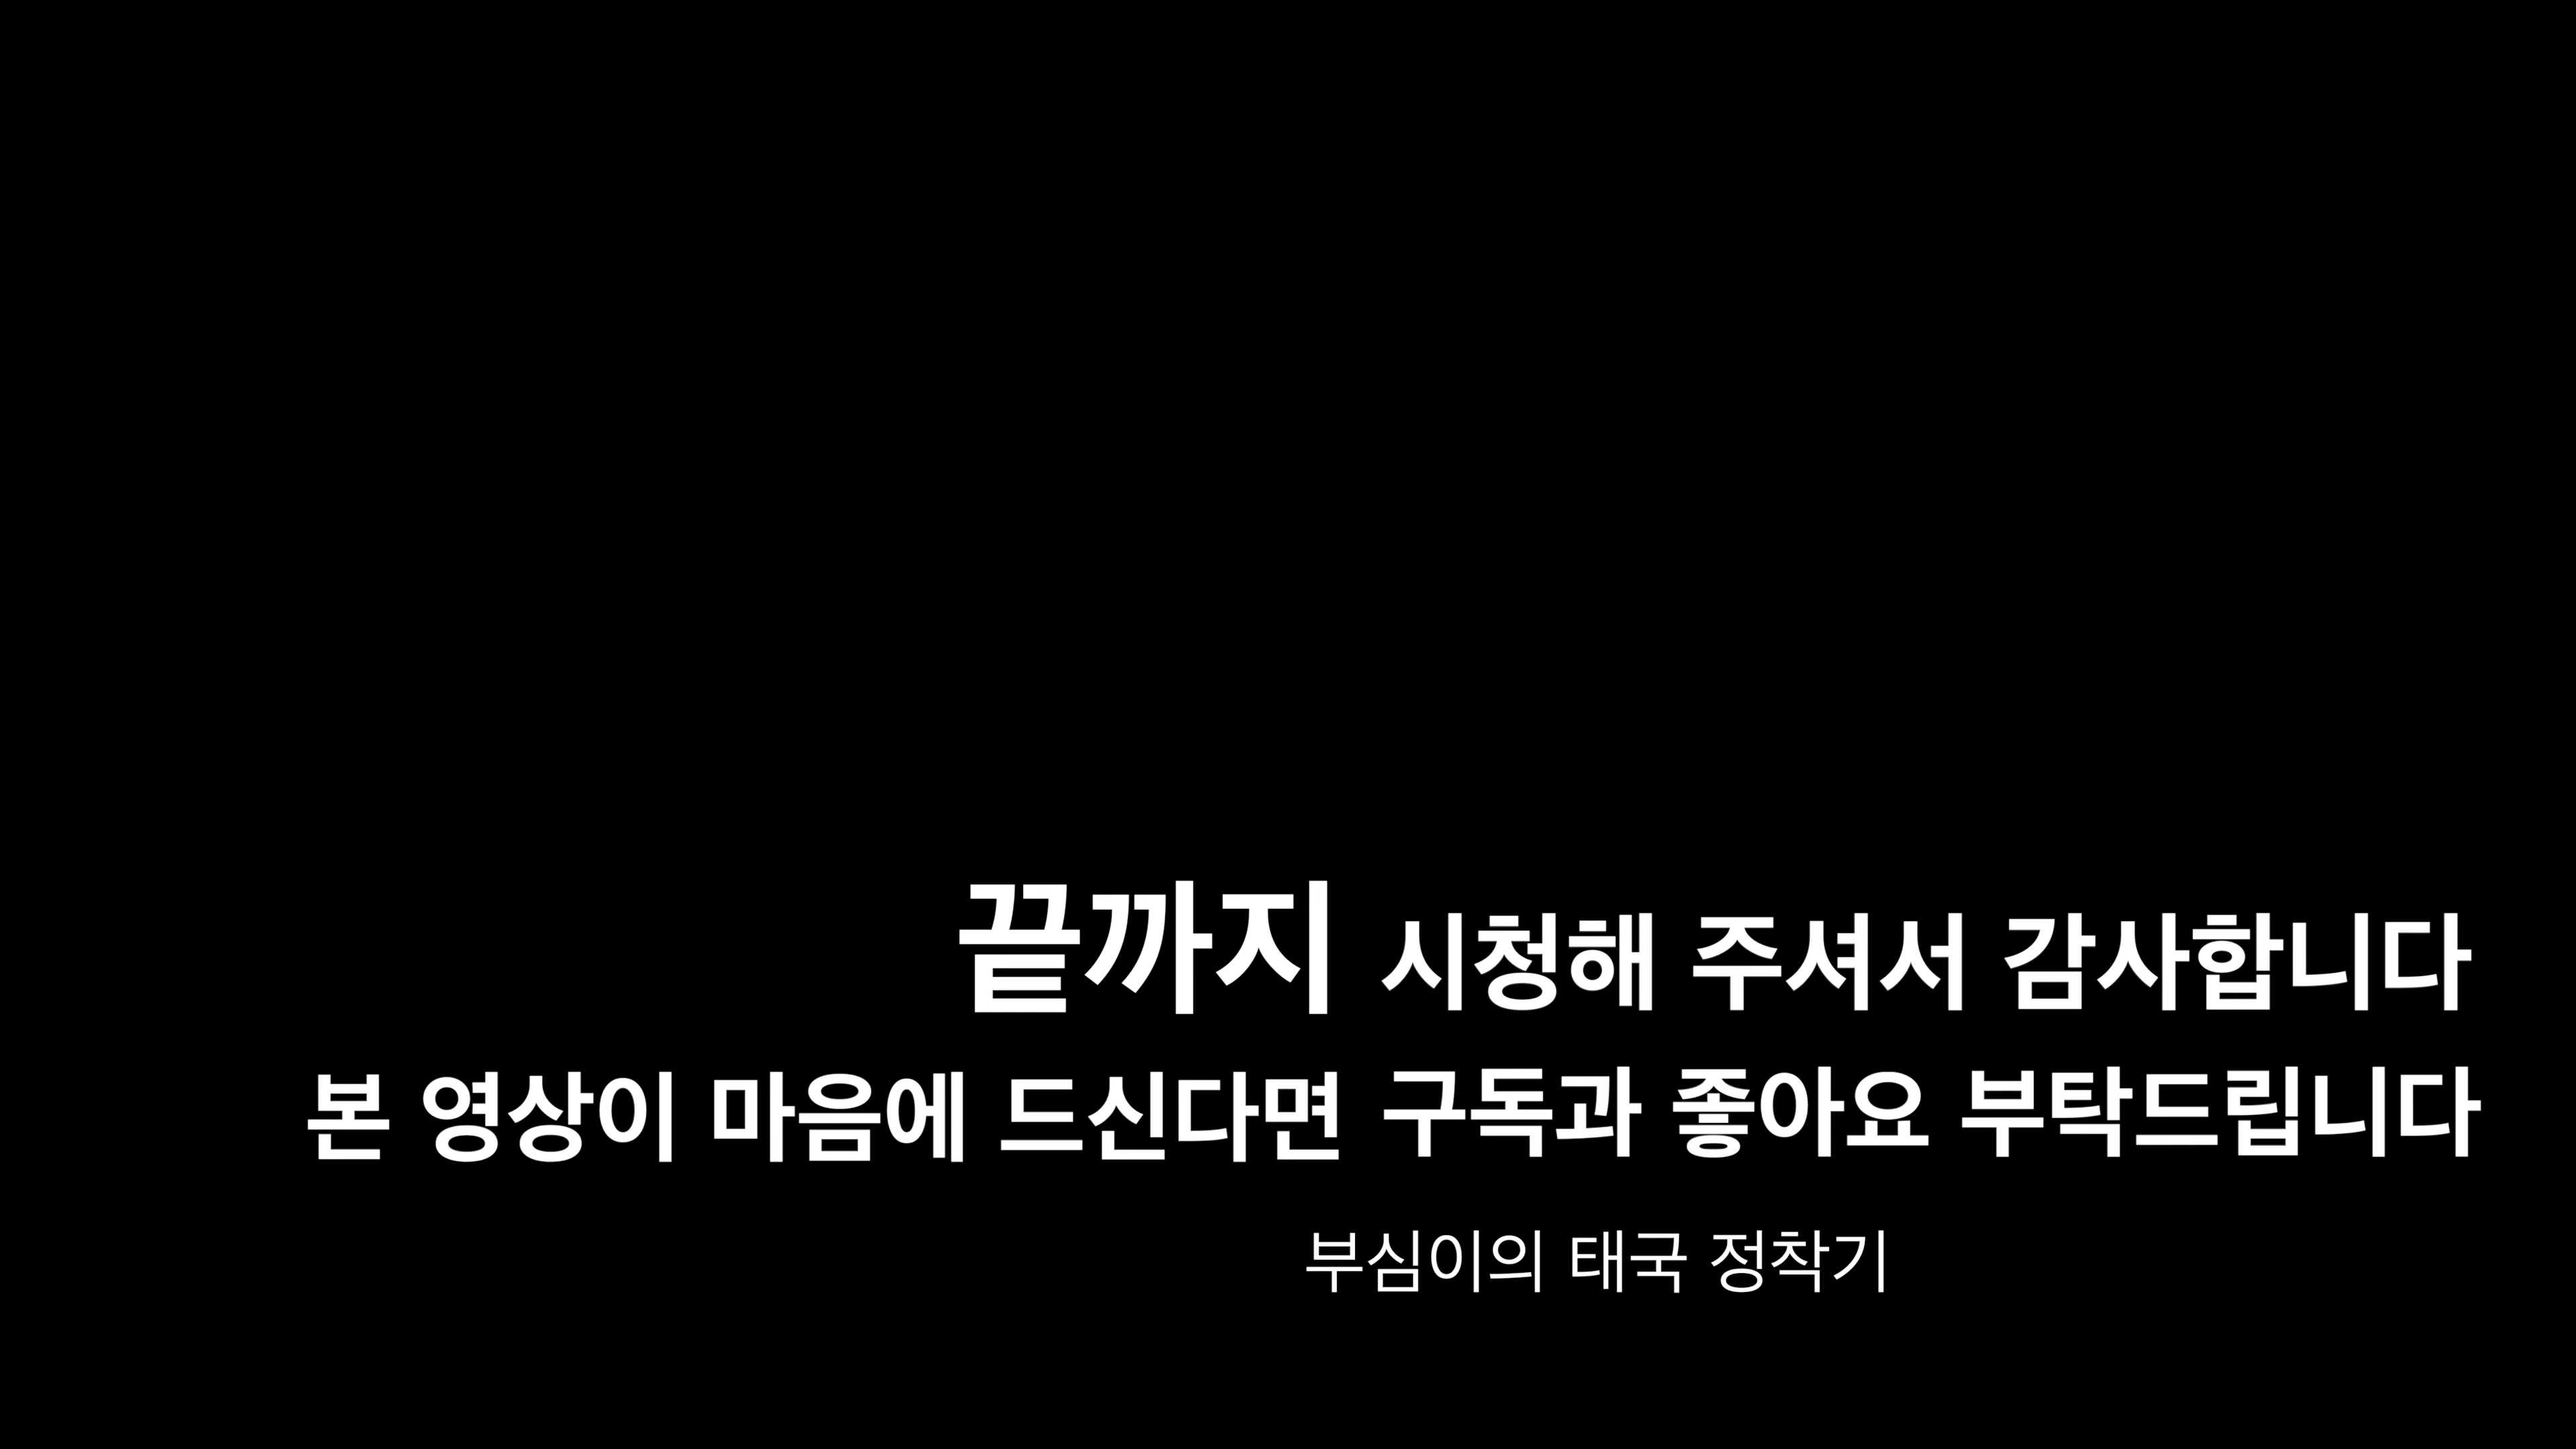 끝까지 시청해 주셔서 감사합니다
본 영상이 마음에 드신다면 구독과 좋아요 부탁드립니다
부심이의 태국 정착기